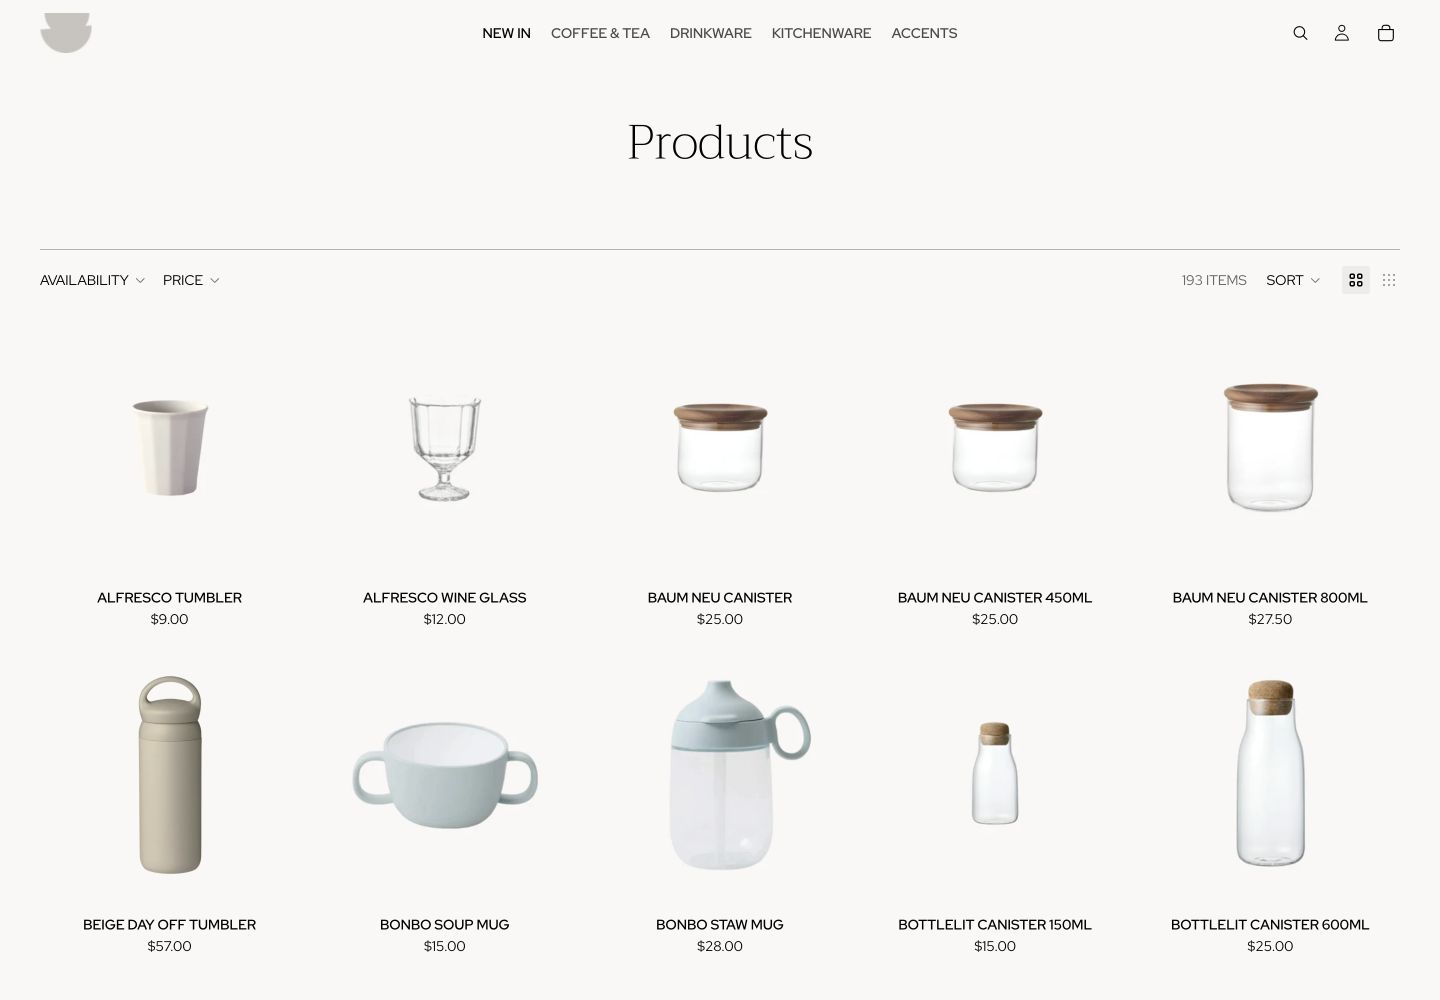 NEW IN COFFEE & TEA DRINKWARE KITCHENWARE ACCENTS
Products
AVAILABILITY PRICE 193 ITEMS SORT
ALFRESCO TUMBLER
$9.00
ALFRESCO WINE GLASS
$12.00
BAUM NEU CANISTER
$25.00
BAUM NEU CANISTER 450ML
$25.00
BAUM NEU CANISTER 800ML
$27.50
BEIGE DAY OFF TUMBLER
$57.00
BONBO SOUP MUG
$15.00
BONBO STAW MUG
$28.00
BOTTLELIT CANISTER 150ML
$15.00
BOTTLELIT CANISTER 600ML
$25.00